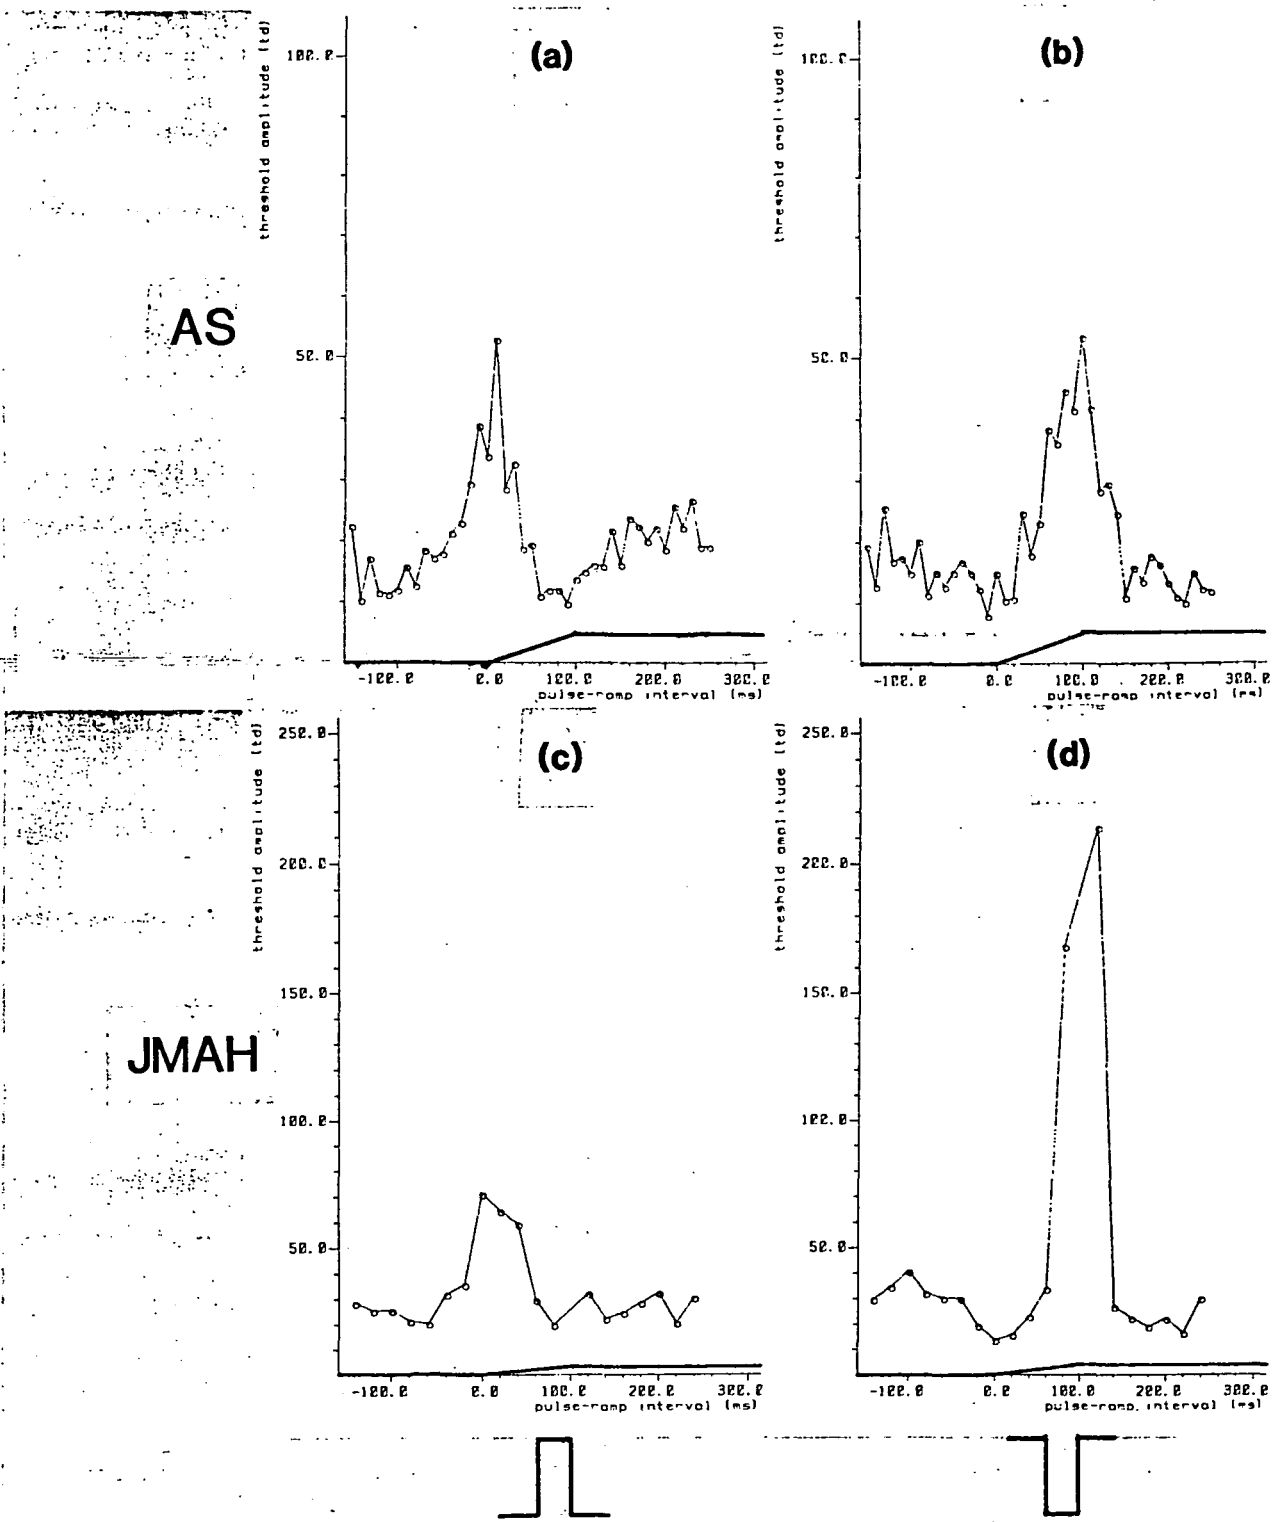 (a)
(b)
threshold amplitude (td)
100.0
50.0
-100.0 0.0 100.0 200.0 300.0
pulse-ramp interval (ms)
threshold amplitude (td)
100.0
50.0
-100.0 0.0 100.0 200.0 300.0
pulse-ramp interval (ms)
AS
(c)
(d)
threshold amplitude (td)
250.0
200.0
150.0
100.0
50.0
-100.0 0.0 100.0 200.0 300.0
pulse-ramp interval (ms)
threshold amplitude (td)
250.0
200.0
150.0
100.0
50.0
-100.0 0.0 100.0 200.0 300.0
pulse-ramp interval (ms)
JMAH